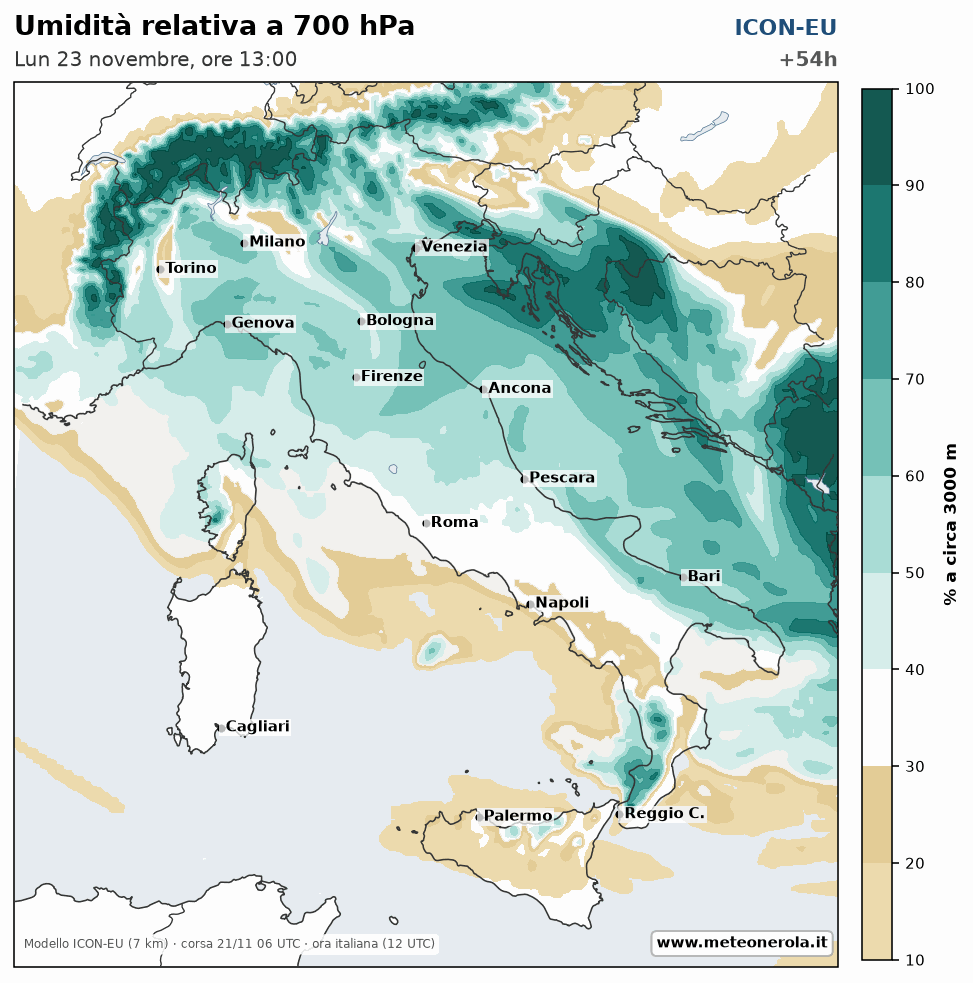 Umidità relativa a 700 hPa
ICON-EU
Lun 23 novembre, ore 13:00
+54h
100
90
80
70
60
50
40
30
20
10
% a circa 3000 m
Milano
Venezia
Torino
Genova
Bologna
Firenze
Ancona
Pescara
Roma
Bari
Napoli
Cagliari
Palermo
Reggio C.
Modello ICON-EU (7 km) · corsa 21/11 06 UTC · ora italiana (12 UTC)
www.meteonerola.it